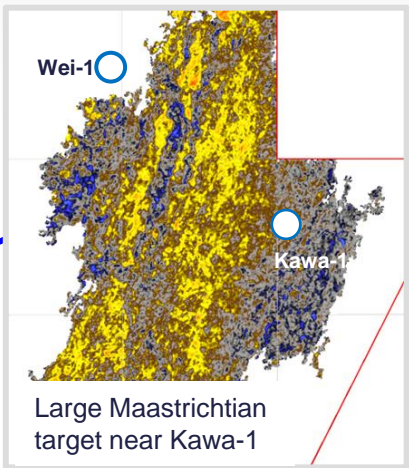 Wei-1
Kawa-1
Large Maastrichtian
target near Kawa-1